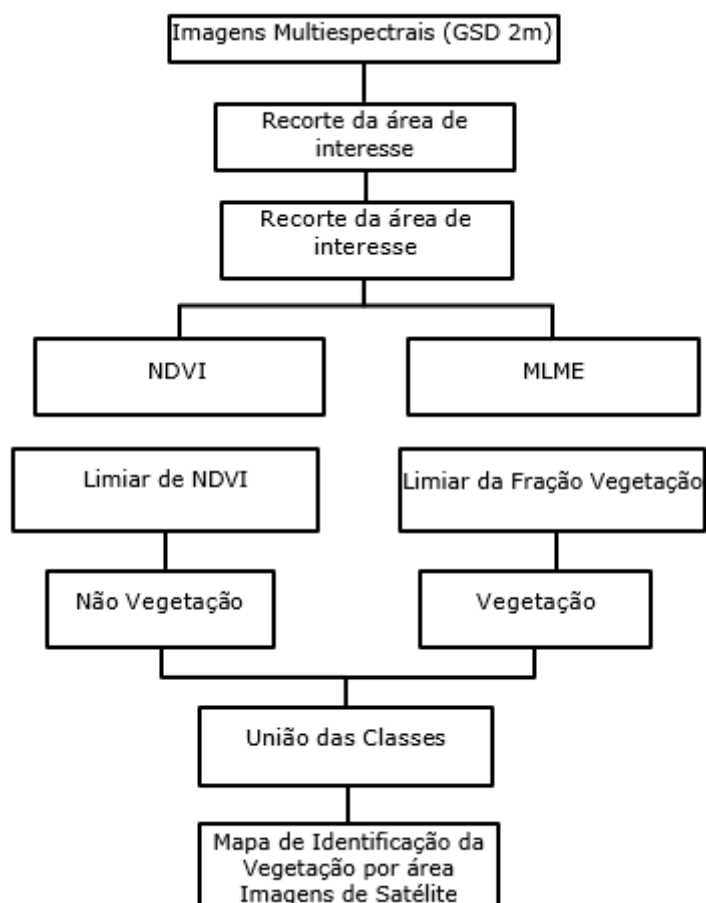 Imagens Multiespectrais (GSD 2m)
Recorte da área de
interesse
Recorte da área de
interesse
NDVI
MLME
Limiar de NDVI
Limiar da Fração Vegetação
Não Vegetação
Vegetação
União das Classes
Mapa de Identificação da
Vegetação por área
Imagens de Satélite